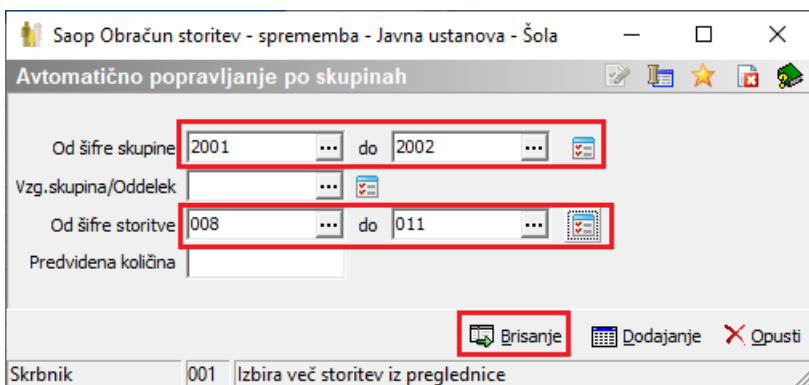 Saop Obračun storitev - sprememba - Javna ustanova - Šola
Avtomatično popravljanje po skupinah
Od šifre skupine 2001 ... do 2002 ...
Vzg.skupina/Oddelek ...
Od šifre storitve 008 ... do 011 ...
Predvidena količina
Brisanje Dodajanje Opusti
Skrbnik 001 Izbira več storitev iz preglednice